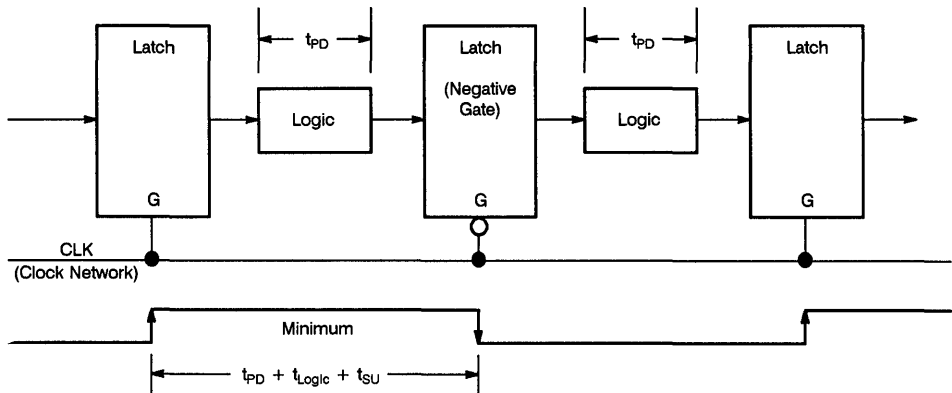 t_PD t_PD
Latch Latch Latch
(Negative
Gate)
Logic Logic
G G G
CLK
(Clock Network)
Minimum
t_PD + t_Logic + t_SU